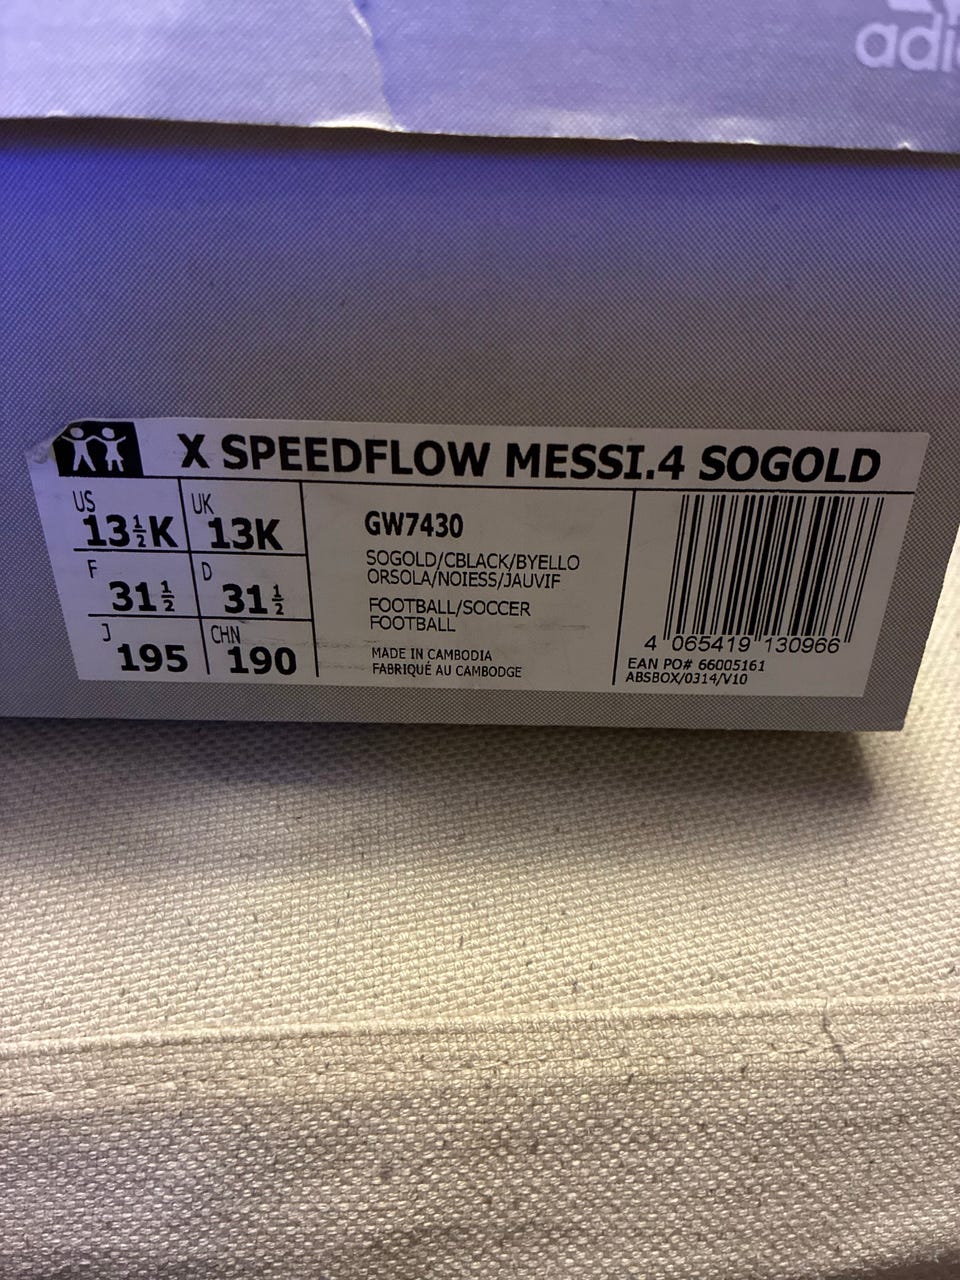 adi
X SPEEDFLOW MESSI.4 SOGOLD
US 13½K
UK 13K
F 31½
D 31½
J 195
CHN 190
GW7430
SOGOLD/CBLACK/BYELLO
ORSOLA/NOIESS/JAUVIF
FOOTBALL/SOCCER
FOOTBALL
MADE IN CAMBODIA
FABRIQUÉ AU CAMBODGE
4 065419 130966
EAN PO# 66005161
ABSBOX/0314/V10